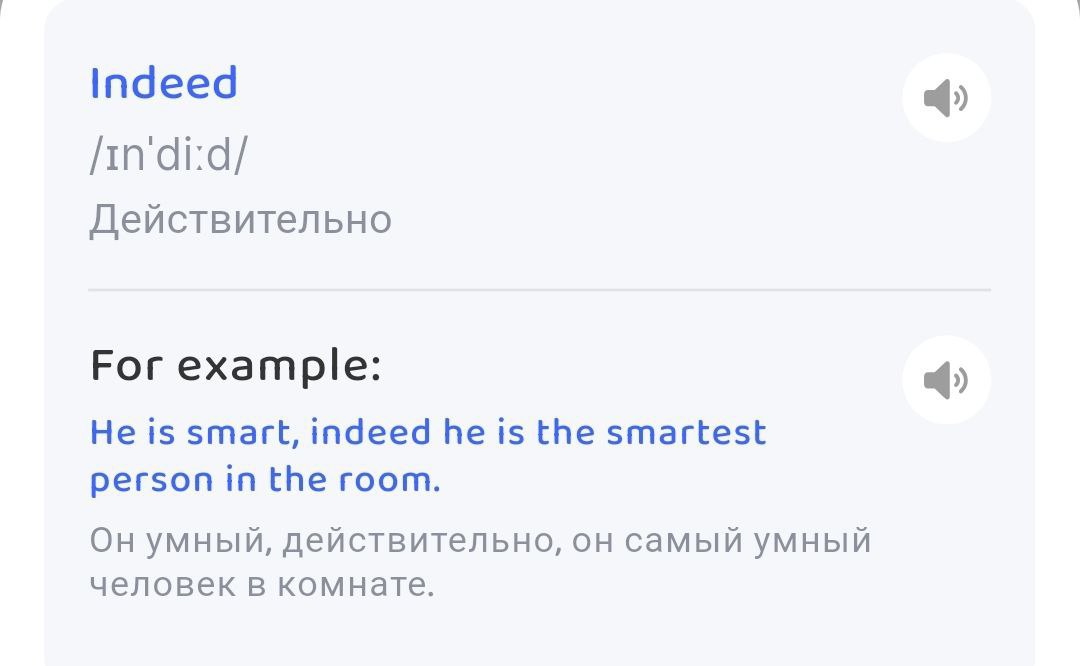 Indeed
/ɪnˈdiːd/
Действительно
For example:
He is smart, indeed he is the smartest
person in the room.
Он умный, действительно, он самый умный
человек в комнате.